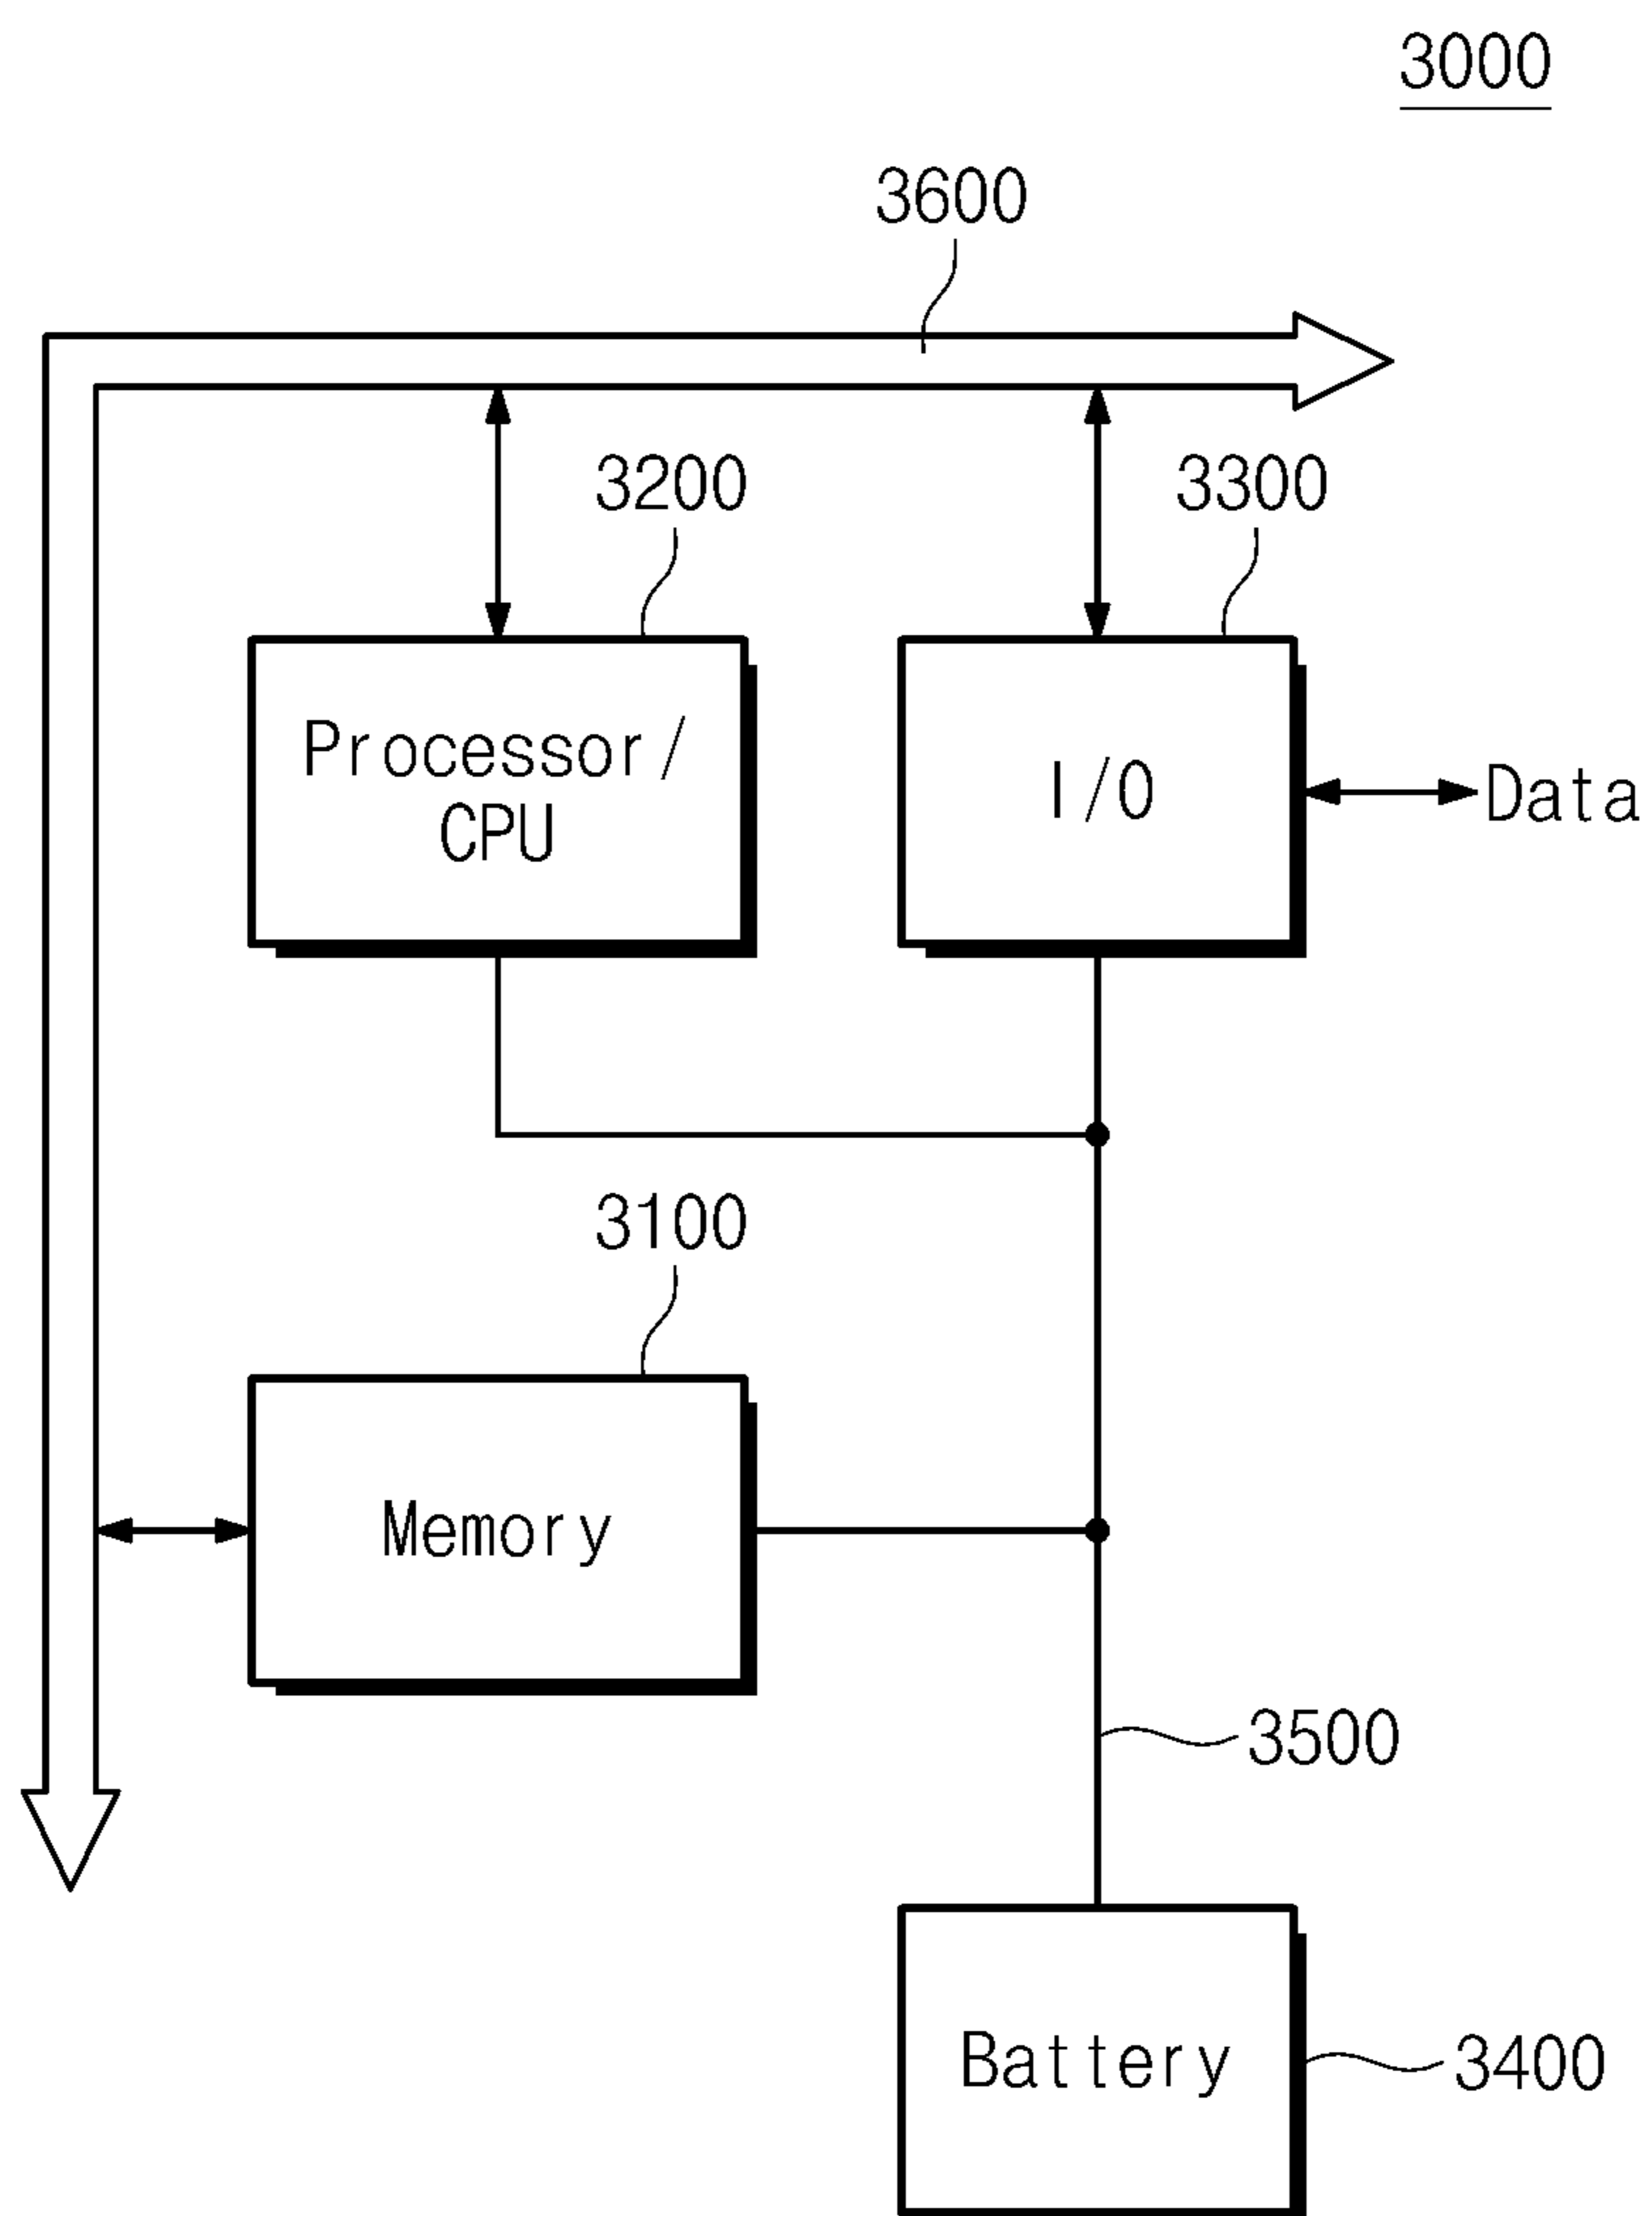 3000
3600
3200
3300
Processor/
CPU
I/O
Data
3100
Memory
3500
Battery
3400